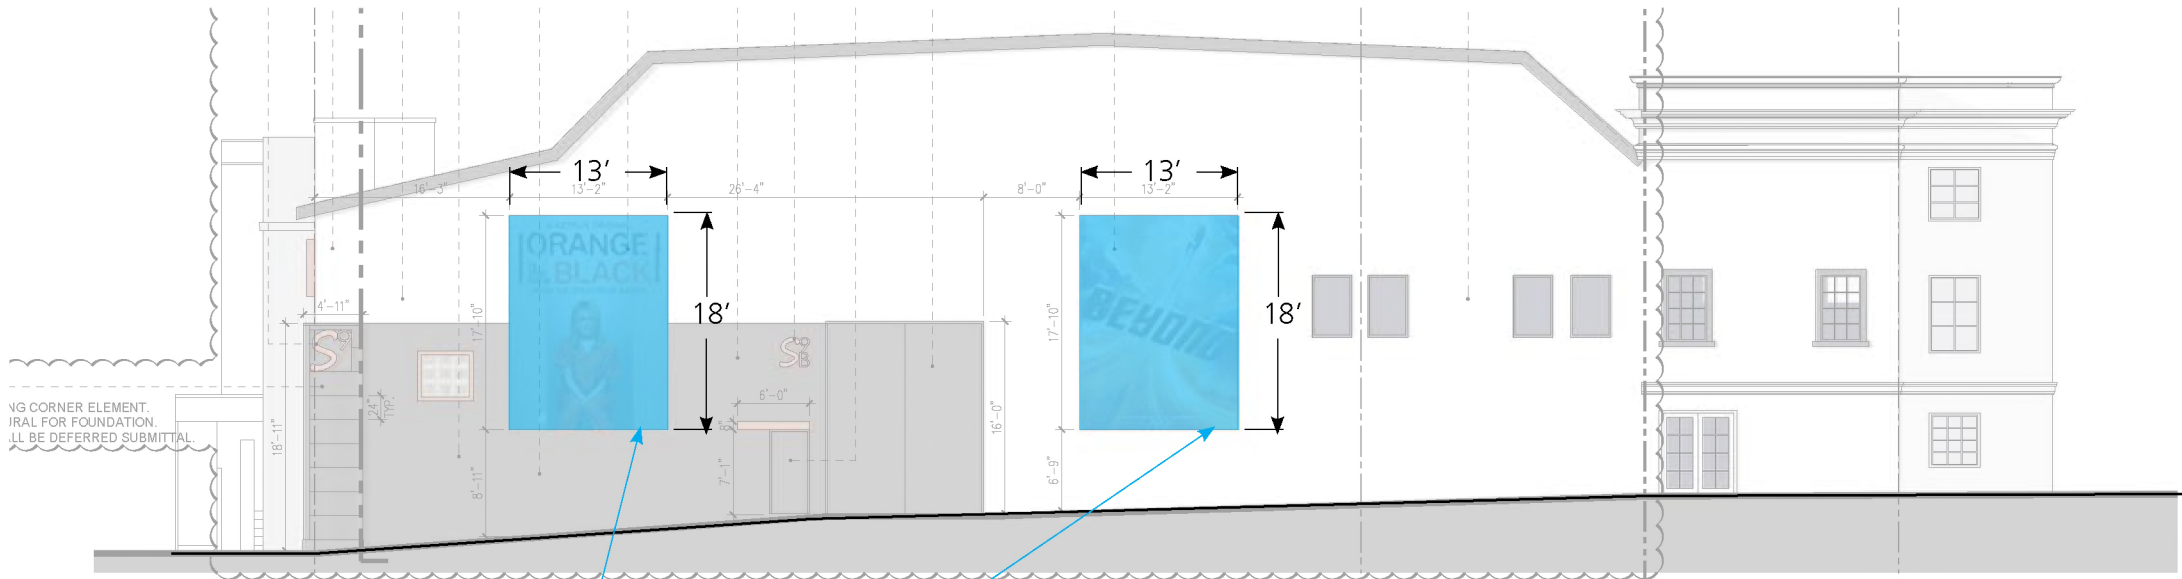 13’
13’
16'-3"
13'-2"
26'-4"
8'-0"
13'-2"
ORANGE
BLACK
BEYOND
17'-10"
18’
17'-10"
18’
4'-11"
S
S
B
24"
TYP.
6'-0"
8"
16'-0"
18'-11"
8'-11"
7'-1"
6'-9"
NG CORNER ELEMENT.
URAL FOR FOUNDATION.
ALL BE DEFERRED SUBMITTAL.